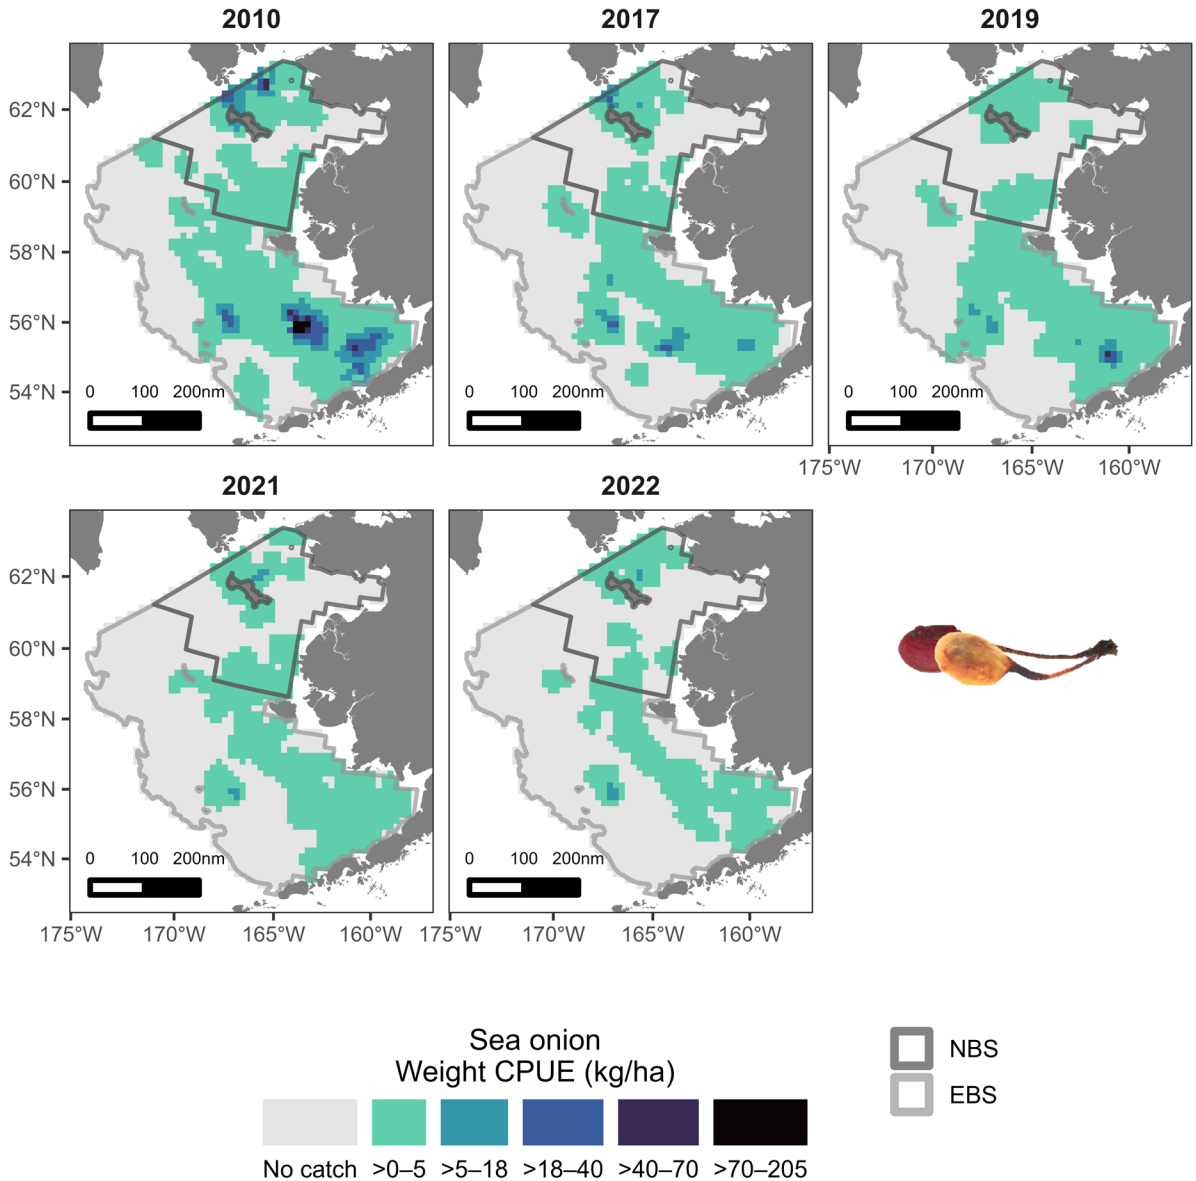 2010 2017 2019
62°N
60°N
58°N
56°N
54°N
0 100 200nm 0 100 200nm 0 100 200nm
175°W 170°W 165°W 160°W
2021 2022
62°N
60°N
58°N
56°N
54°N
0 100 200nm 0 100 200nm
175°W 170°W 165°W 160°W 175°W 170°W 165°W 160°W
Sea onion
Weight CPUE (kg/ha)
No catch >0–5 >5–18 >18–40 >40–70 >70–205
NBS
EBS